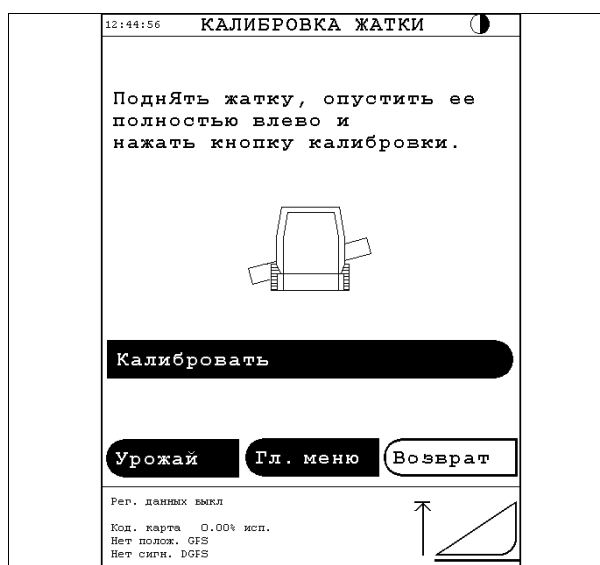 12:44:56 КАЛИБРОВКА ЖАТКИ
ПоднЯть жатку, опустить ее
полностью влево и
нажать кнопку калибровки.
Калибровать
Урожай Гл. меню Возврат
Рег. данных выкл
Код. карта 0.00% исп.
Нет полож. GPS
Нет сигн. DGPS